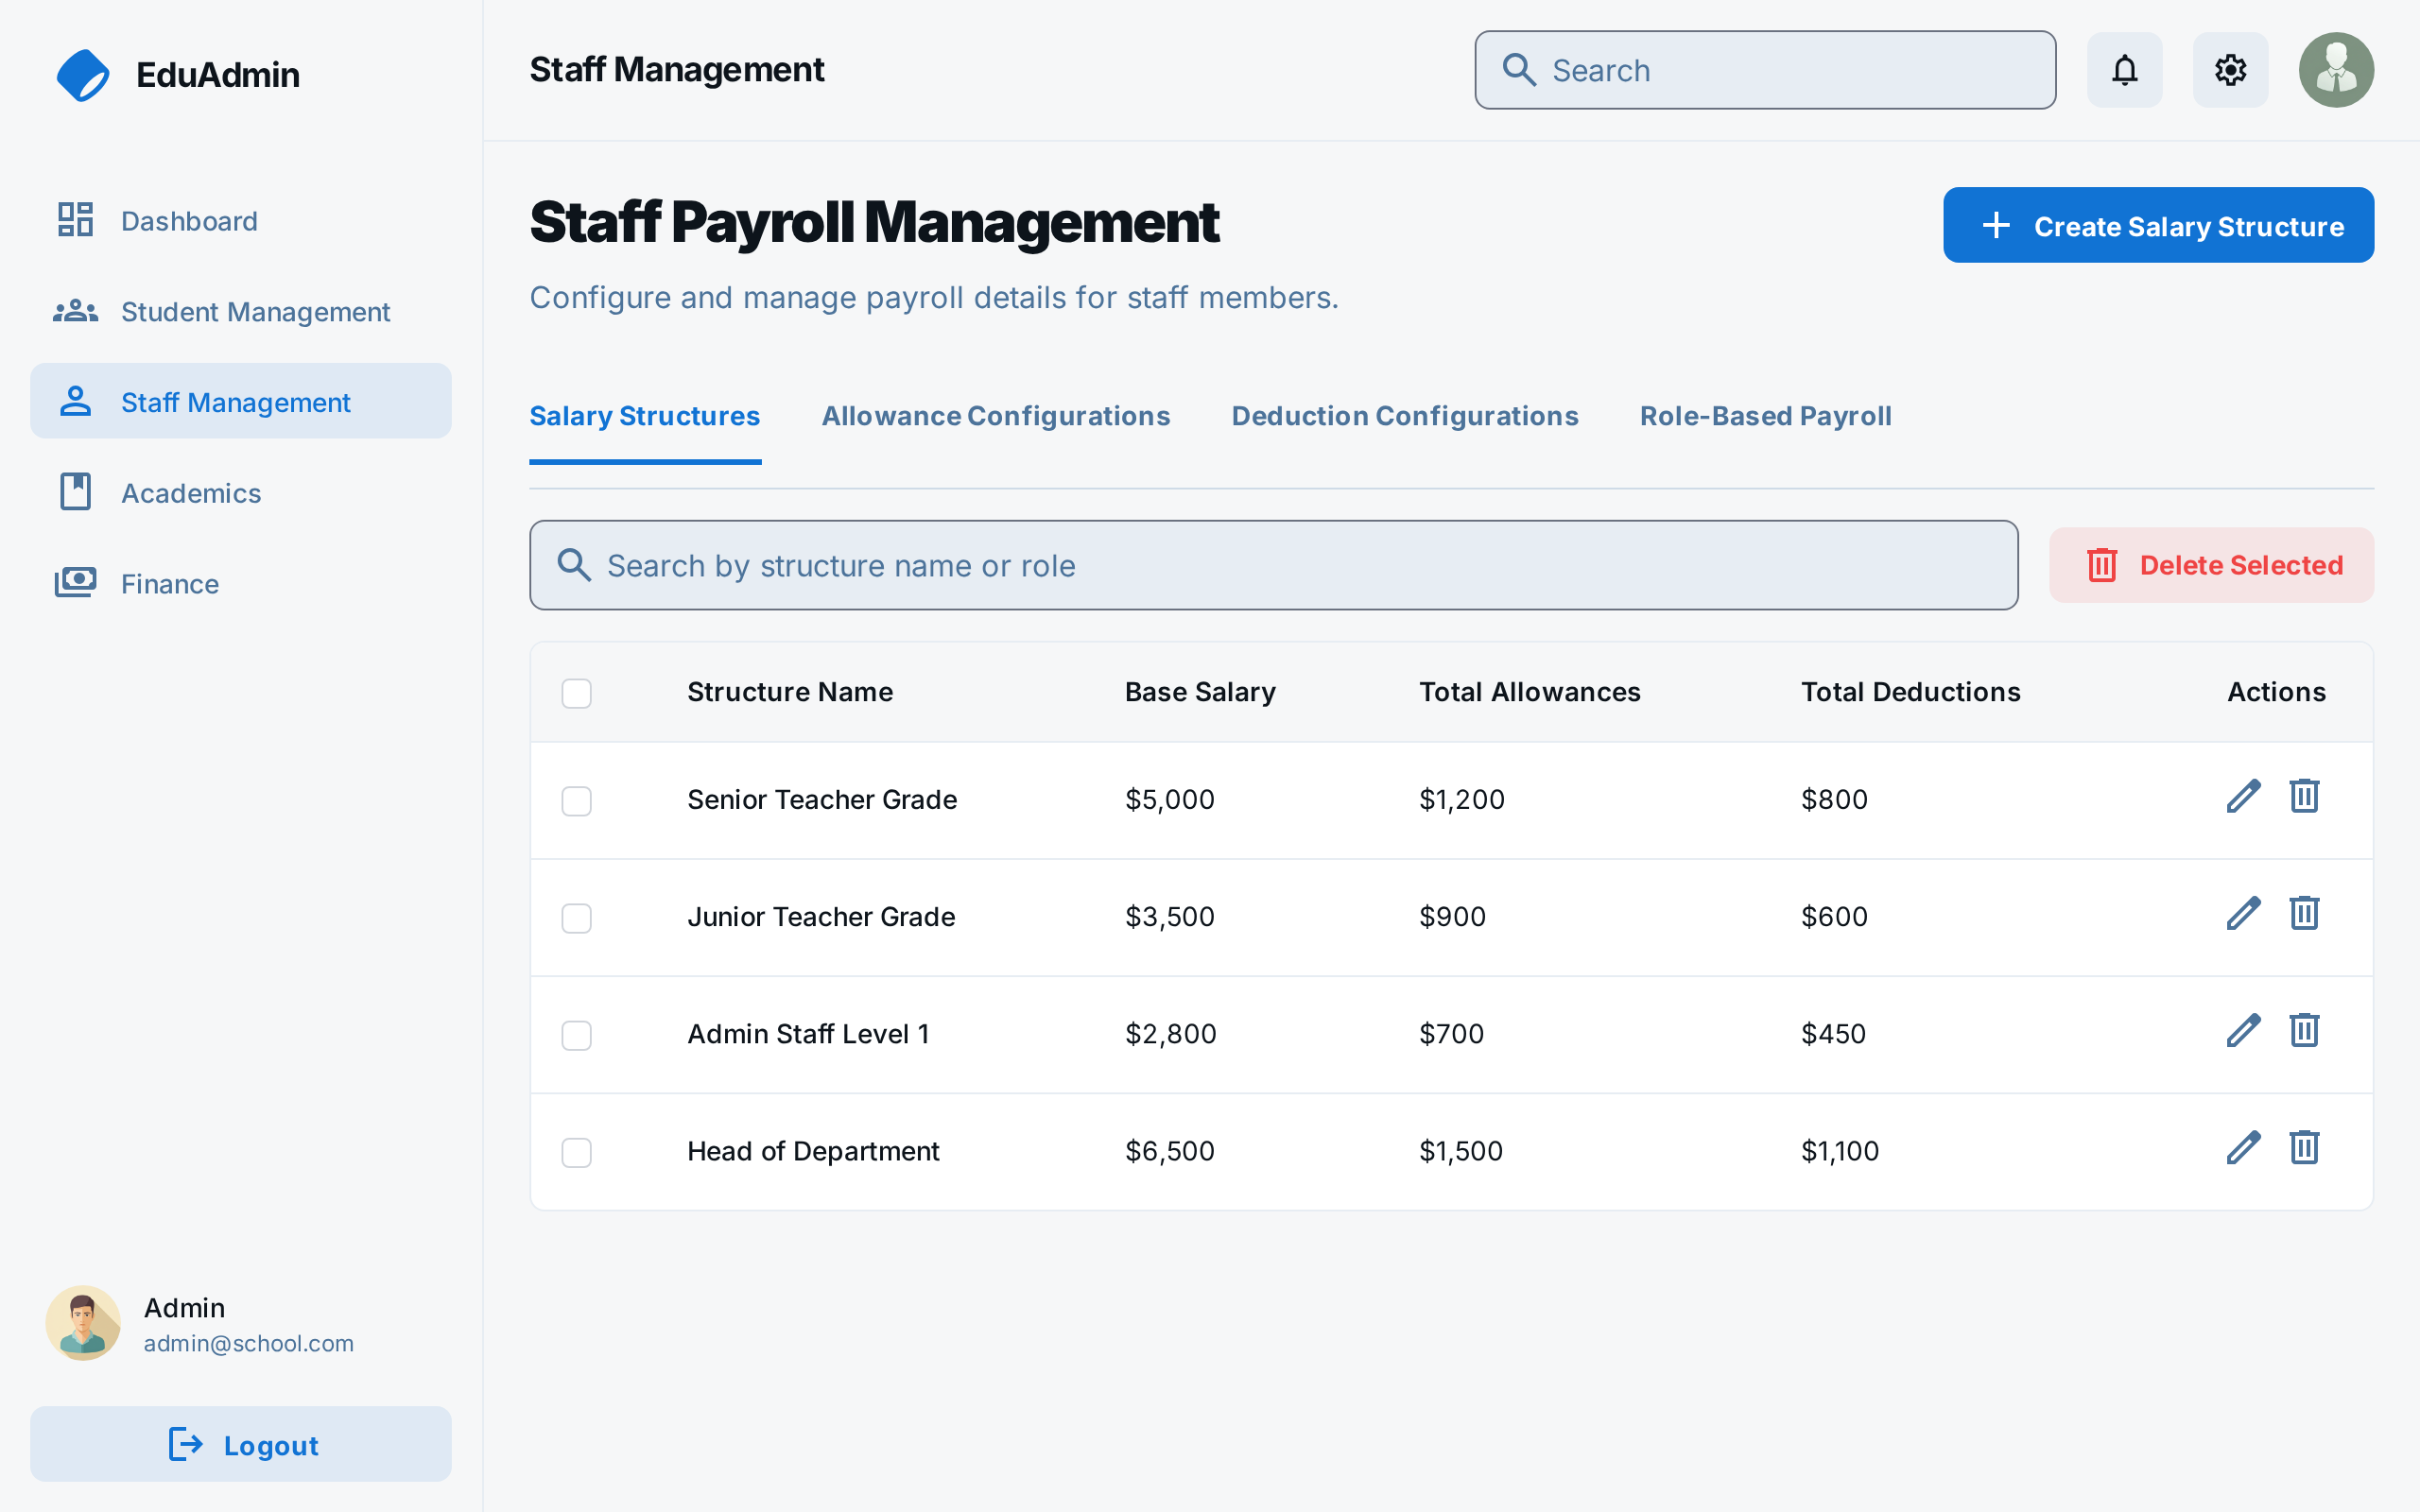 EduAdmin
Dashboard
Student Management
Staff Management
Academics
Finance
Admin
admin@school.com
Logout
Staff Management
Search
Staff Payroll Management
Create Salary Structure
Configure and manage payroll details for staff members.
Salary Structures Allowance Configurations Deduction Configurations Role-Based Payroll
Search by structure name or role
Delete Selected
Structure Name Base Salary Total Allowances Total Deductions Actions
Senior Teacher Grade $5,000 $1,200 $800
Junior Teacher Grade $3,500 $900 $600
Admin Staff Level 1 $2,800 $700 $450
Head of Department $6,500 $1,500 $1,100